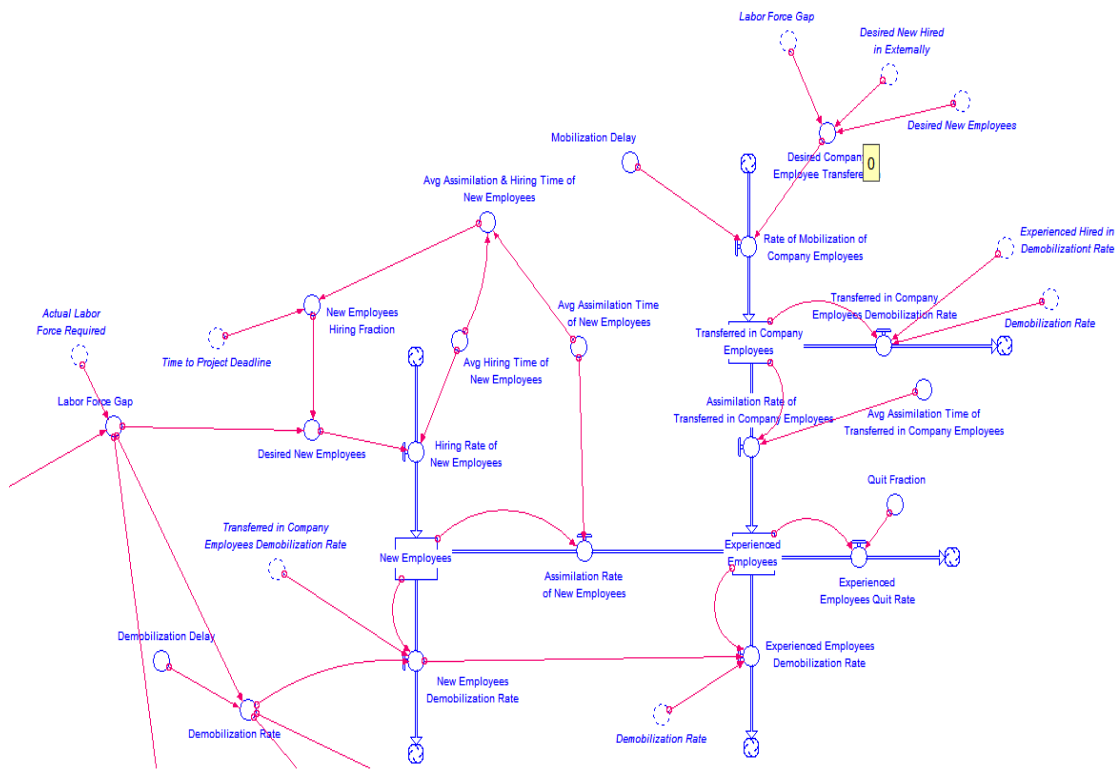 Labor Force Gap
Desired New Hired
in Externally
Desired New Employees
Mobilization Delay
Desired Company
Employee Transfered
0
Avg Assimilation & Hiring Time of
New Employees
Rate of Mobilization of
Company Employees
Experienced Hired in
Demobilizationt Rate
Transferred in Company
Employees Demobilization Rate
Demobilization Rate
New Employees
Hiring Fraction
Avg Assimilation Time
of New Employees
Actual Labor
Force Required
Time to Project Deadline
Avg Hiring Time of
New Employees
Transferred in Company
Employees
Labor Force Gap
Assimilation Rate of
Transferred in Company Employees
Avg Assimilation Time of
Transferred in Company Employees
Desired New Employees
Hiring Rate of
New Employees
Quit Fraction
Transferred in Company
Employees Demobilization Rate
New Employees
Assimilation Rate
of New Employees
Experienced
Employees
Experienced
Employees Quit Rate
Demobilization Delay
New Employees
Demobilization Rate
Experienced Employees
Demobilization Rate
Demobilization Rate
Demobilization Rate